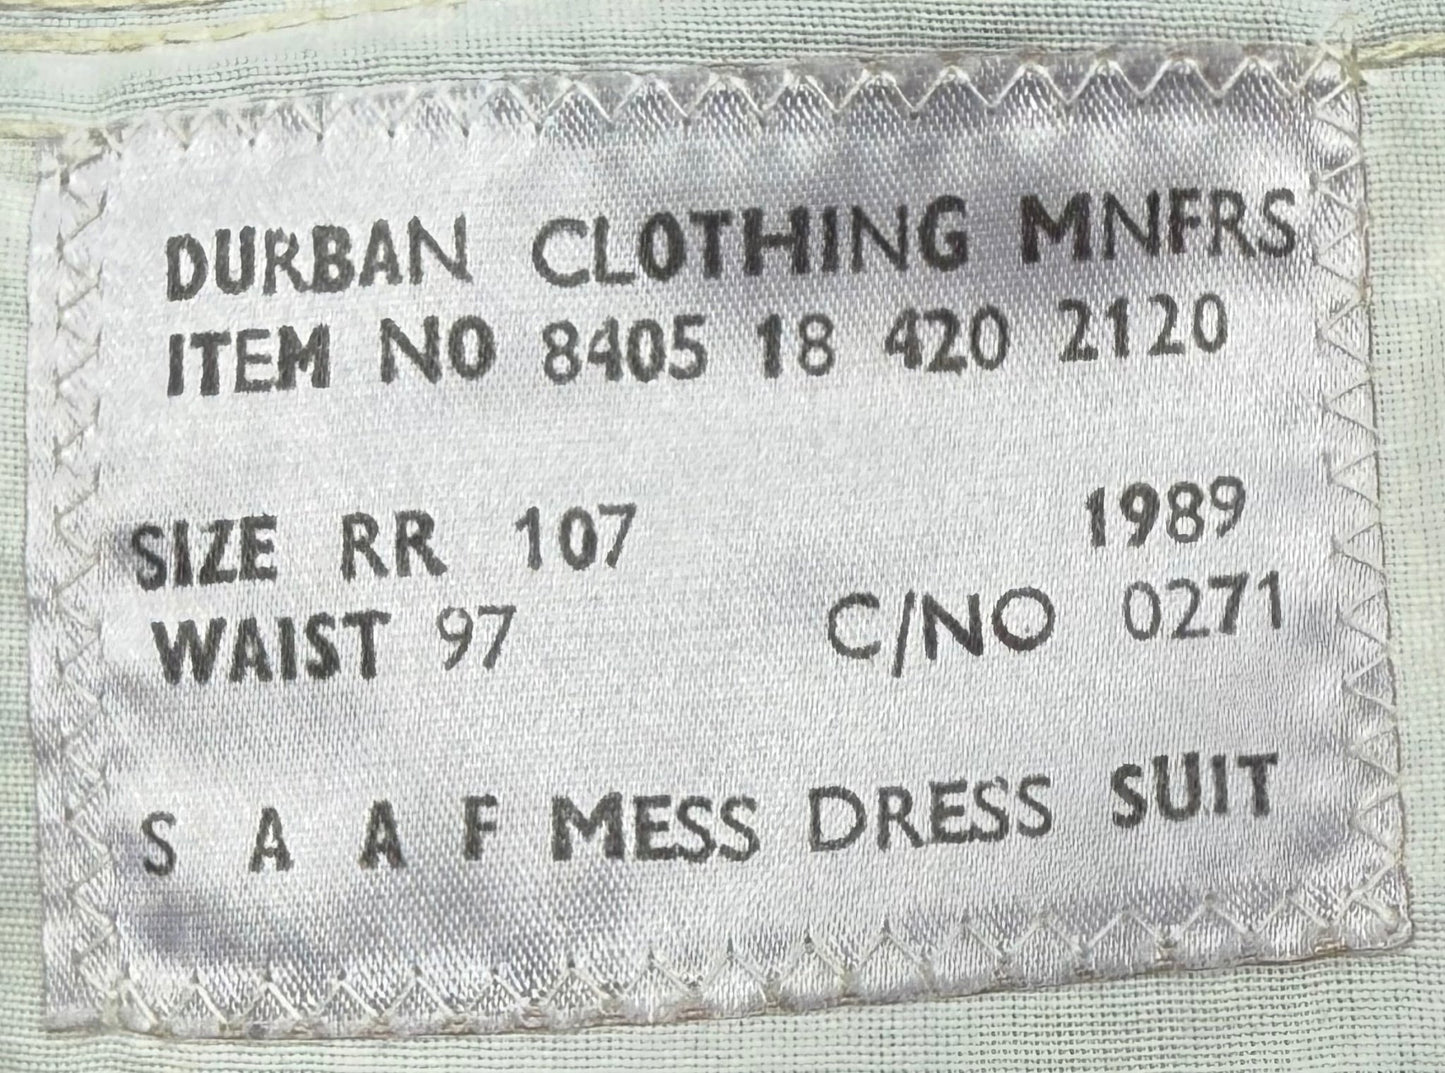 DURBAN CLOTHING MNFRS
ITEM NO 8405 18 420 2120
SIZE RR 107 1989
WAIST 97 C/NO 0271
S A A F MESS DRESS SUIT